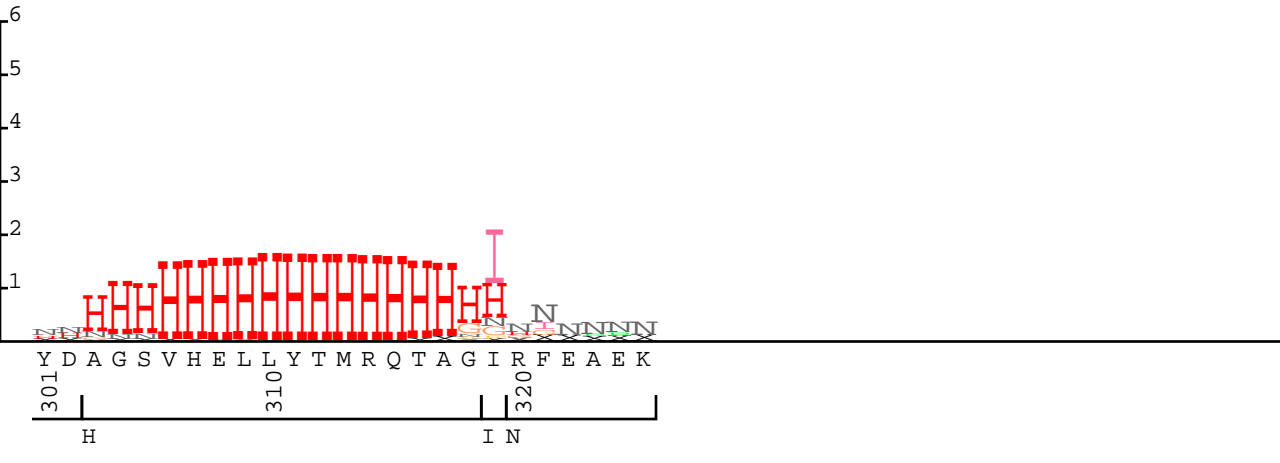 6
5
4
3
2
1
N N H N N N H H H H H H H H H H H H H H H G I H N G N N I N N N N
Y D A G S V H E L L Y T M R Q T A G I R F E A E K
301 310 320
H I N